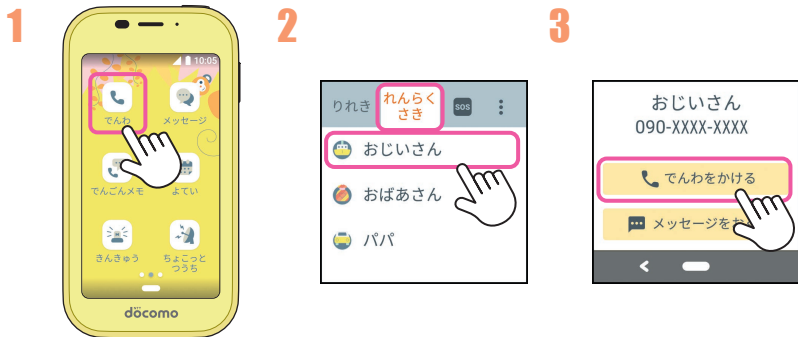 1
10:05
でんわ
メッセージ
でんごんメモ
よてい
きんきゅう
ちょこっと
つうち
döcomo
2
りれき
れんらく
さき
SOS
おじいさん
おばあさん
パパ
3
おじいさん
090-XXXX-XXXX
でんわをかける
メッセージをお